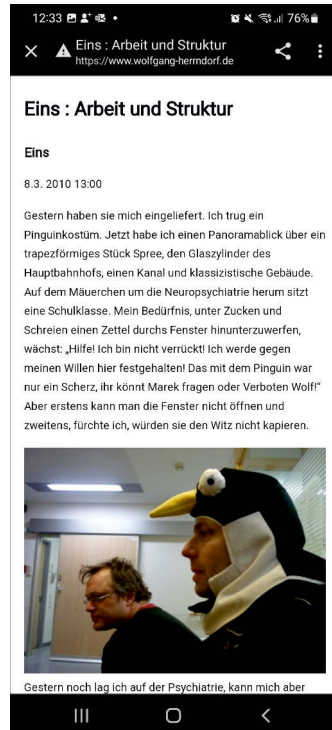 12:33
76%
Eins : Arbeit und Struktur
https://www.wolfgang-herrndorf.de
Eins : Arbeit und Struktur
Eins
8.3. 2010 13:00
Gestern haben sie mich eingeliefert. Ich trug ein
Pinguinkostüm. Jetzt habe ich einen Panoramablick über ein
trapezförmiges Stück Spree, den Glaszylinder des
Hauptbahnhofs, einen Kanal und klassizistische Gebäude.
Auf dem Mäuerchen um die Neuropsychiatrie herum sitzt
eine Schulklasse. Mein Bedürfnis, unter Zucken und
Schreien einen Zettel durchs Fenster hinunterzuwerfen,
wächst: „Hilfe! Ich bin nicht verrückt! Ich werde gegen
meinen Willen hier festgehalten! Das mit dem Pinguin war
nur ein Scherz, ihr könnt Marek fragen oder Verboten Wolf!“
Aber erstens kann man die Fenster nicht öffnen und
zweitens, fürchte ich, würden sie den Witz nicht kapieren.
Gestern noch lag ich auf der Psychiatrie, kann mich aber